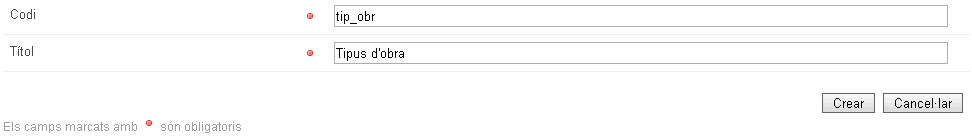 Codi tip_obr
Títol Tipus d'obra
Crear Cancel·lar
Els camps marcats amb són obligatoris